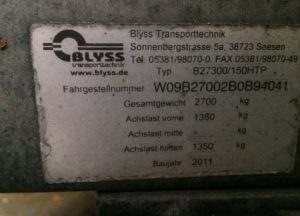 BLYSS
transporttechnik
www.blyss.de
Blyss Transporttechnik
Sonnenbergstrasse 5a, 38723 Seesen
Tel. 05381/98070-0. FAX 05381/98070-49
Typ B27300/150HTP
Fahrgestellnummer W09B27002B0B94041
Gesamtgewicht 2700 kg
Achslast vorne 1350 kg
Achslast mitte - kg
Achslast hinten 1350 kg
Baujahr 2011